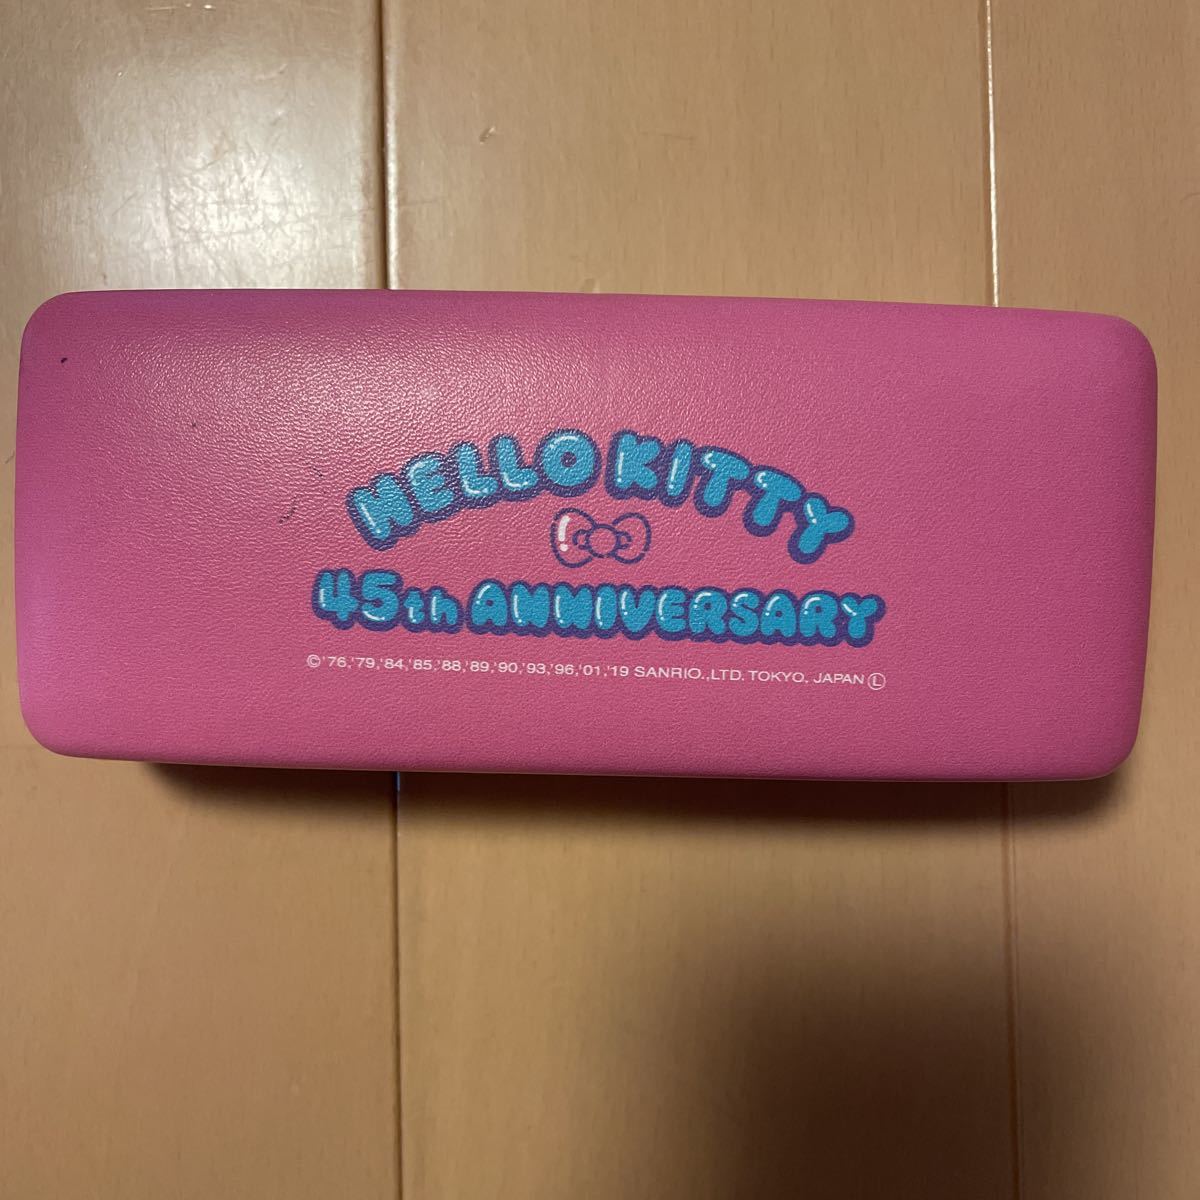 HELLO KITTY
45th ANNIVERSARY
©'76,'79,'84,'85,'88,'89,'90,'93,'96,'01,'19 SANRIO.,LTD. TOKYO, JAPAN Ⓛ